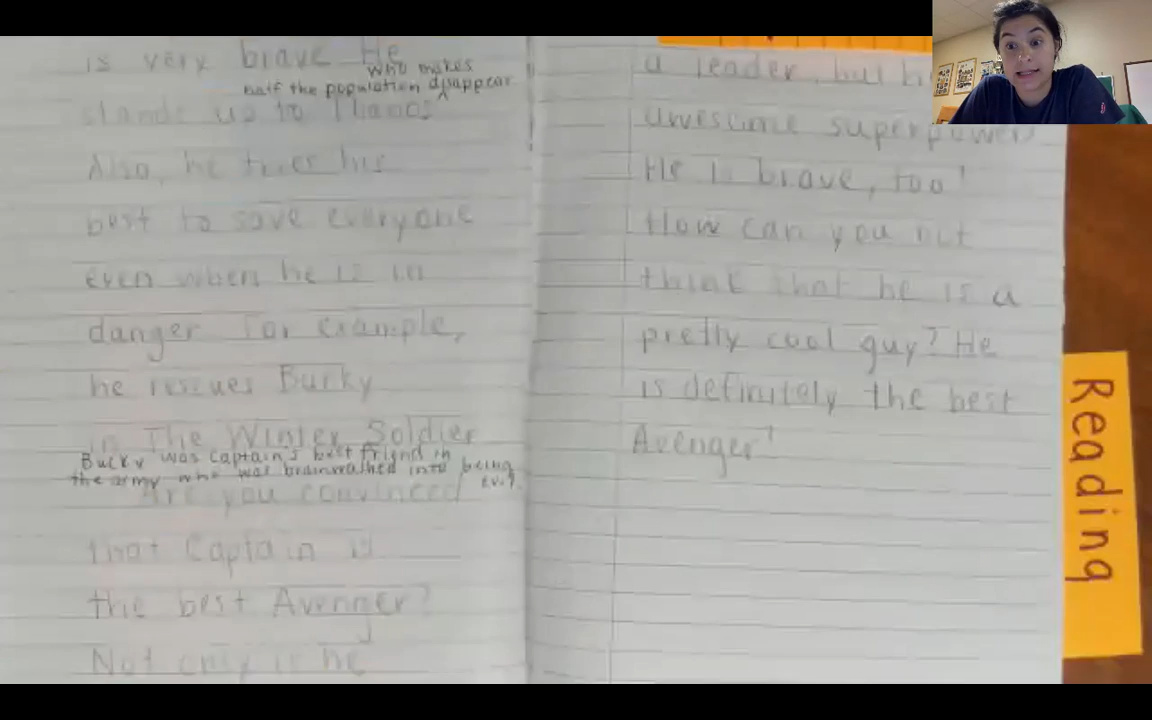 is very brave He
who makes
half the population disappear
stands up to Thanos
Also, he tries his
best to save everyone
even when he is in
danger For example,
he rescues Bucky
in The Winter Soldier
Bucky was Captain's best friend in
the army who was brainwashed into being
evil.
Are you convinced
that Captain is
the best Avenger?
Not only is he
a leader, but
awesome superpowers
He is brave, too!
How can you not
think that he is a
pretty cool guy? He
is definitely the best
Avenger!
Reading